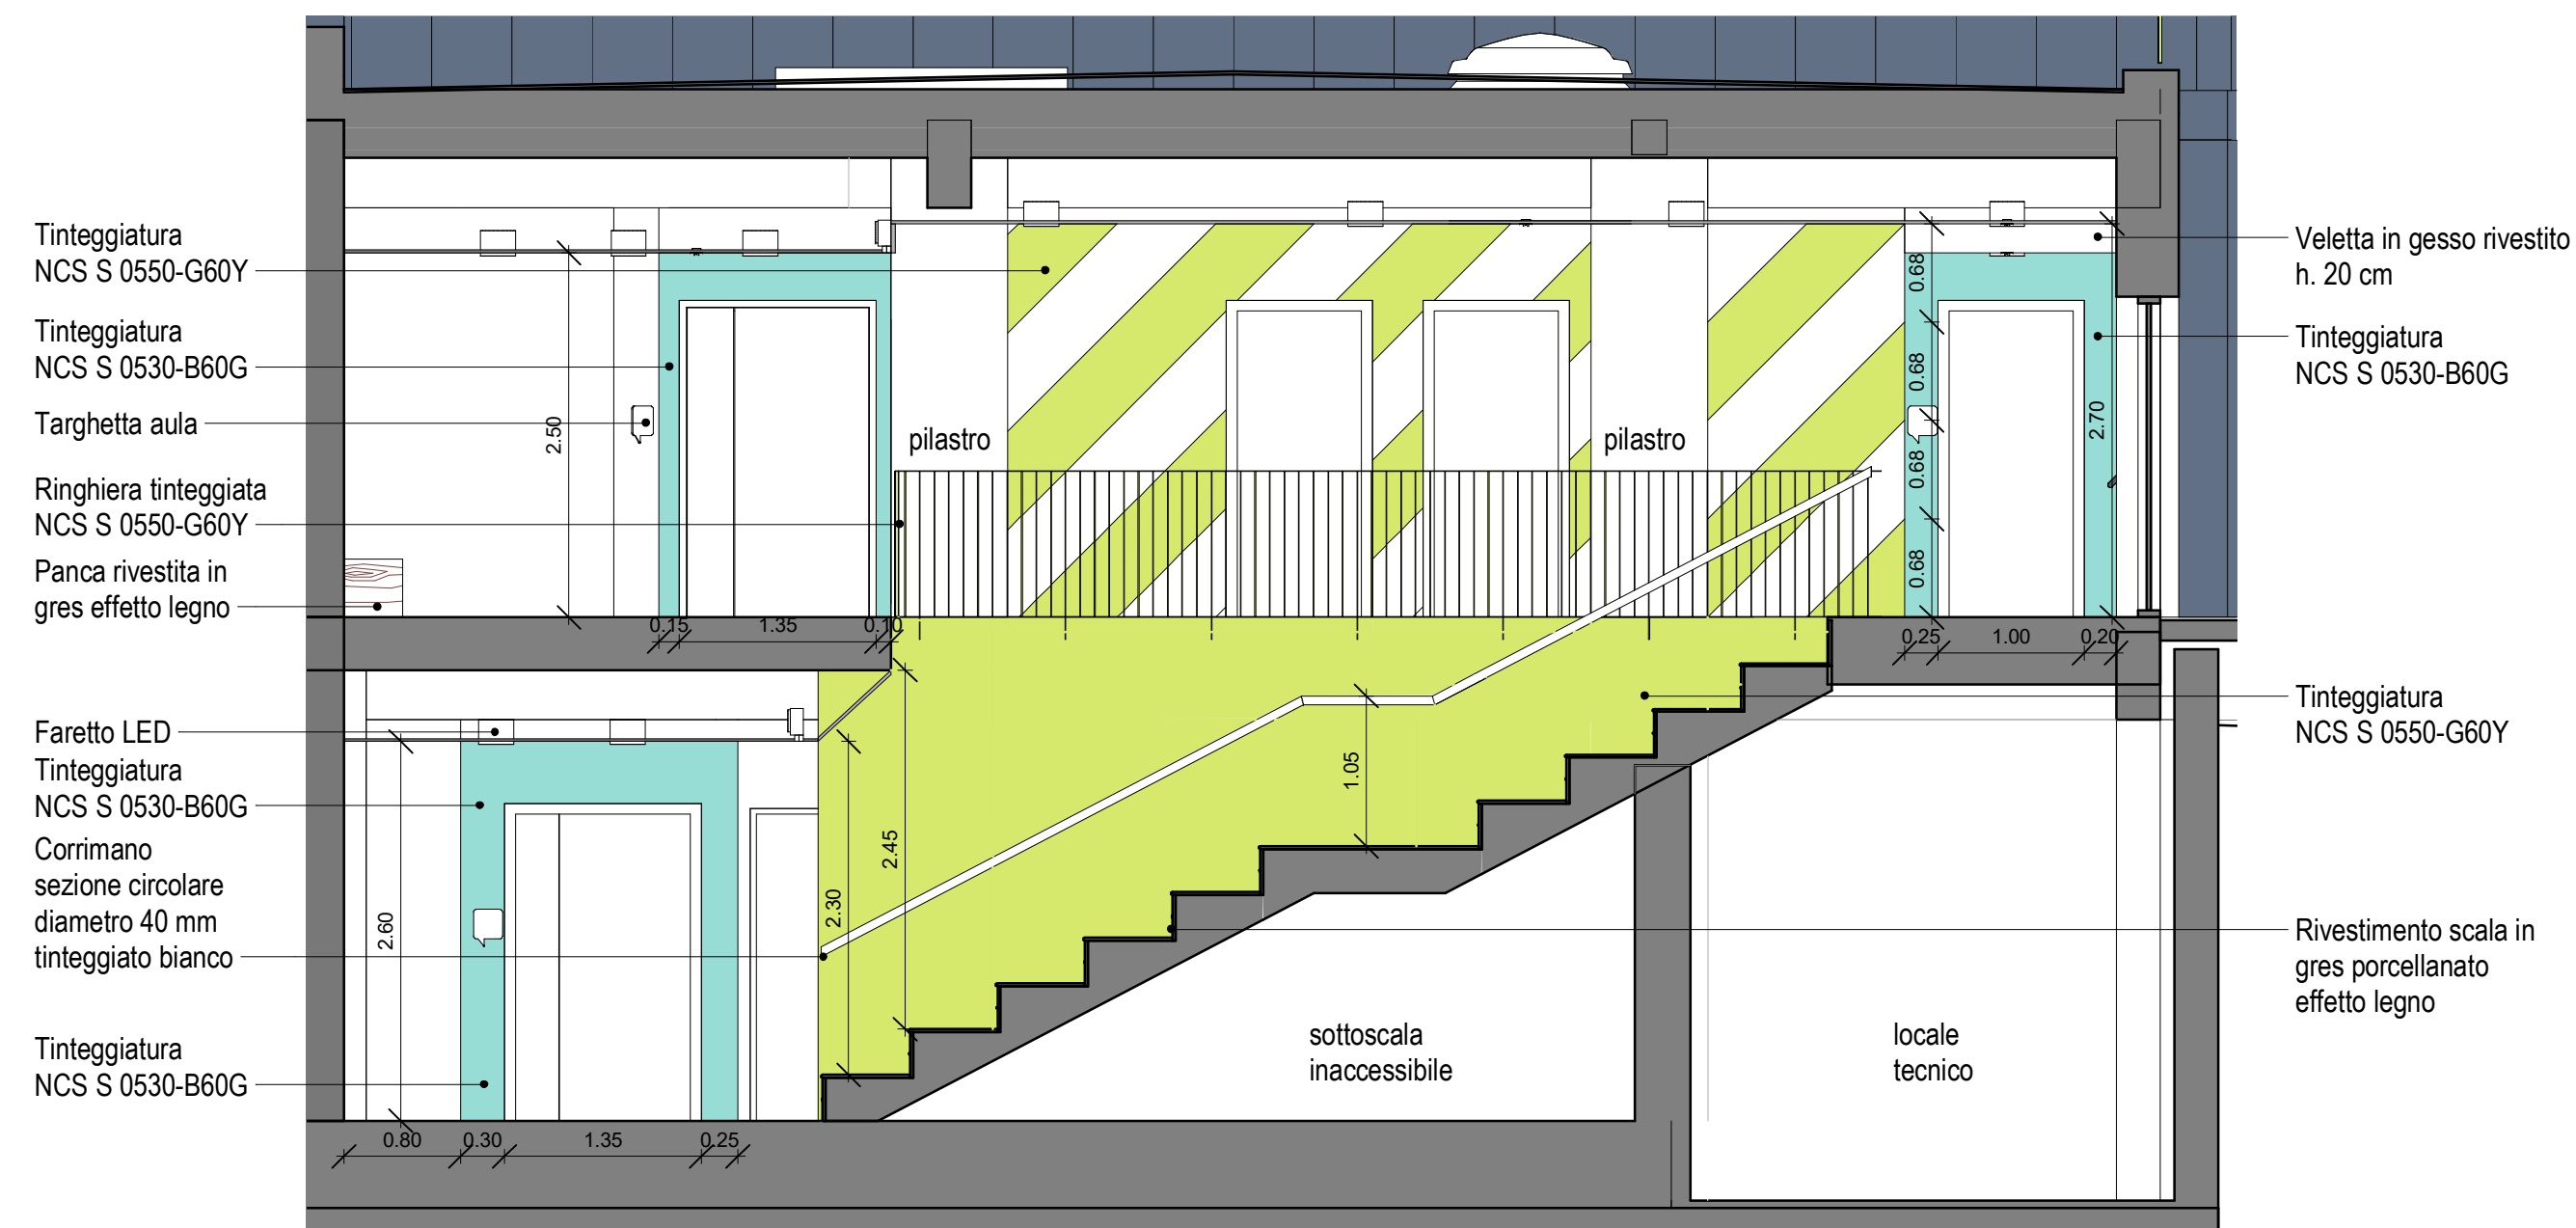 Tinteggiatura
NCS S 0550-G60Y
Tinteggiatura
NCS S 0530-B60G
Targhetta aula
Ringhiera tinteggiata
NCS S 0550-G60Y
Panca rivestita in
gres effetto legno
Faretto LED
Tinteggiatura
NCS S 0530-B60G
Corrimano
sezione circolare
diametro 40 mm
tinteggiato bianco
Tinteggiatura
NCS S 0530-B60G
2.50
pilastro
pilastro
0.68
0.68
0.68
0.68
2.70
0.15
1.35
0.10
0.25
1.00
0.20
2.60
2.30
2.45
1.05
sottoscala
inaccessibile
locale
tecnico
0.80
0.30
1.35
0.25
Veletta in gesso rivestito
h. 20 cm
Tinteggiatura
NCS S 0530-B60G
Tinteggiatura
NCS S 0550-G60Y
Rivestimento scala in
gres porcellanato
effetto legno